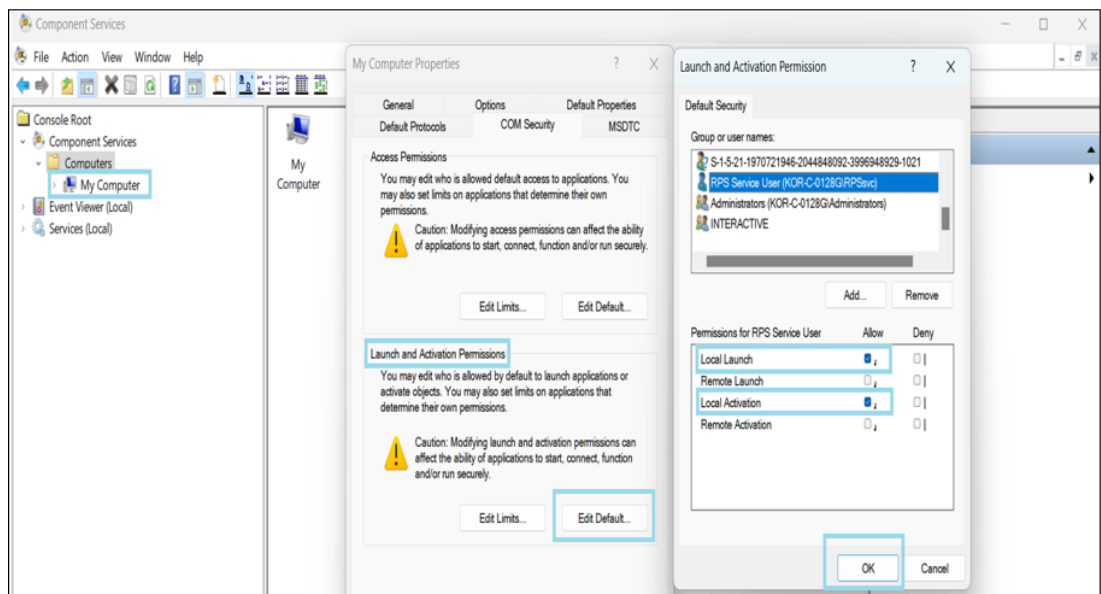 Component Services
File Action View Window Help
Console Root
Component Services
Computers
My Computer
Event Viewer (Local)
Services (Local)
My
Computer
My Computer Properties
General Options Default Properties
Default Protocols COM Security MSDTC
Access Permissions
You may edit who is allowed default access to applications. You
may also set limits on applications that determine their own
permissions.
Caution: Modifying access permissions can affect the ability
of applications to start, connect, function and/or run securely.
Edit Limits... Edit Default...
Launch and Activation Permissions
You may edit who is allowed by default to launch applications or
activate objects. You may also set limits on applications that
determine their own permissions.
Caution: Modifying launch and activation permissions can
affect the ability of applications to start, connect, function
and/or run securely.
Edit Limits... Edit Default...
Launch and Activation Permission
Default Security
Group or user names:
S-1-5-21-1970721946-2044848092-3996948929-1021
RPS Service User (KOR-C-0128G\RPSsvc)
Administrators (KOR-C-0128G\Administrators)
INTERACTIVE
Add... Remove
Permissions for RPS Service User Allow Deny
Local Launch
Remote Launch
Local Activation
Remote Activation
OK Cancel